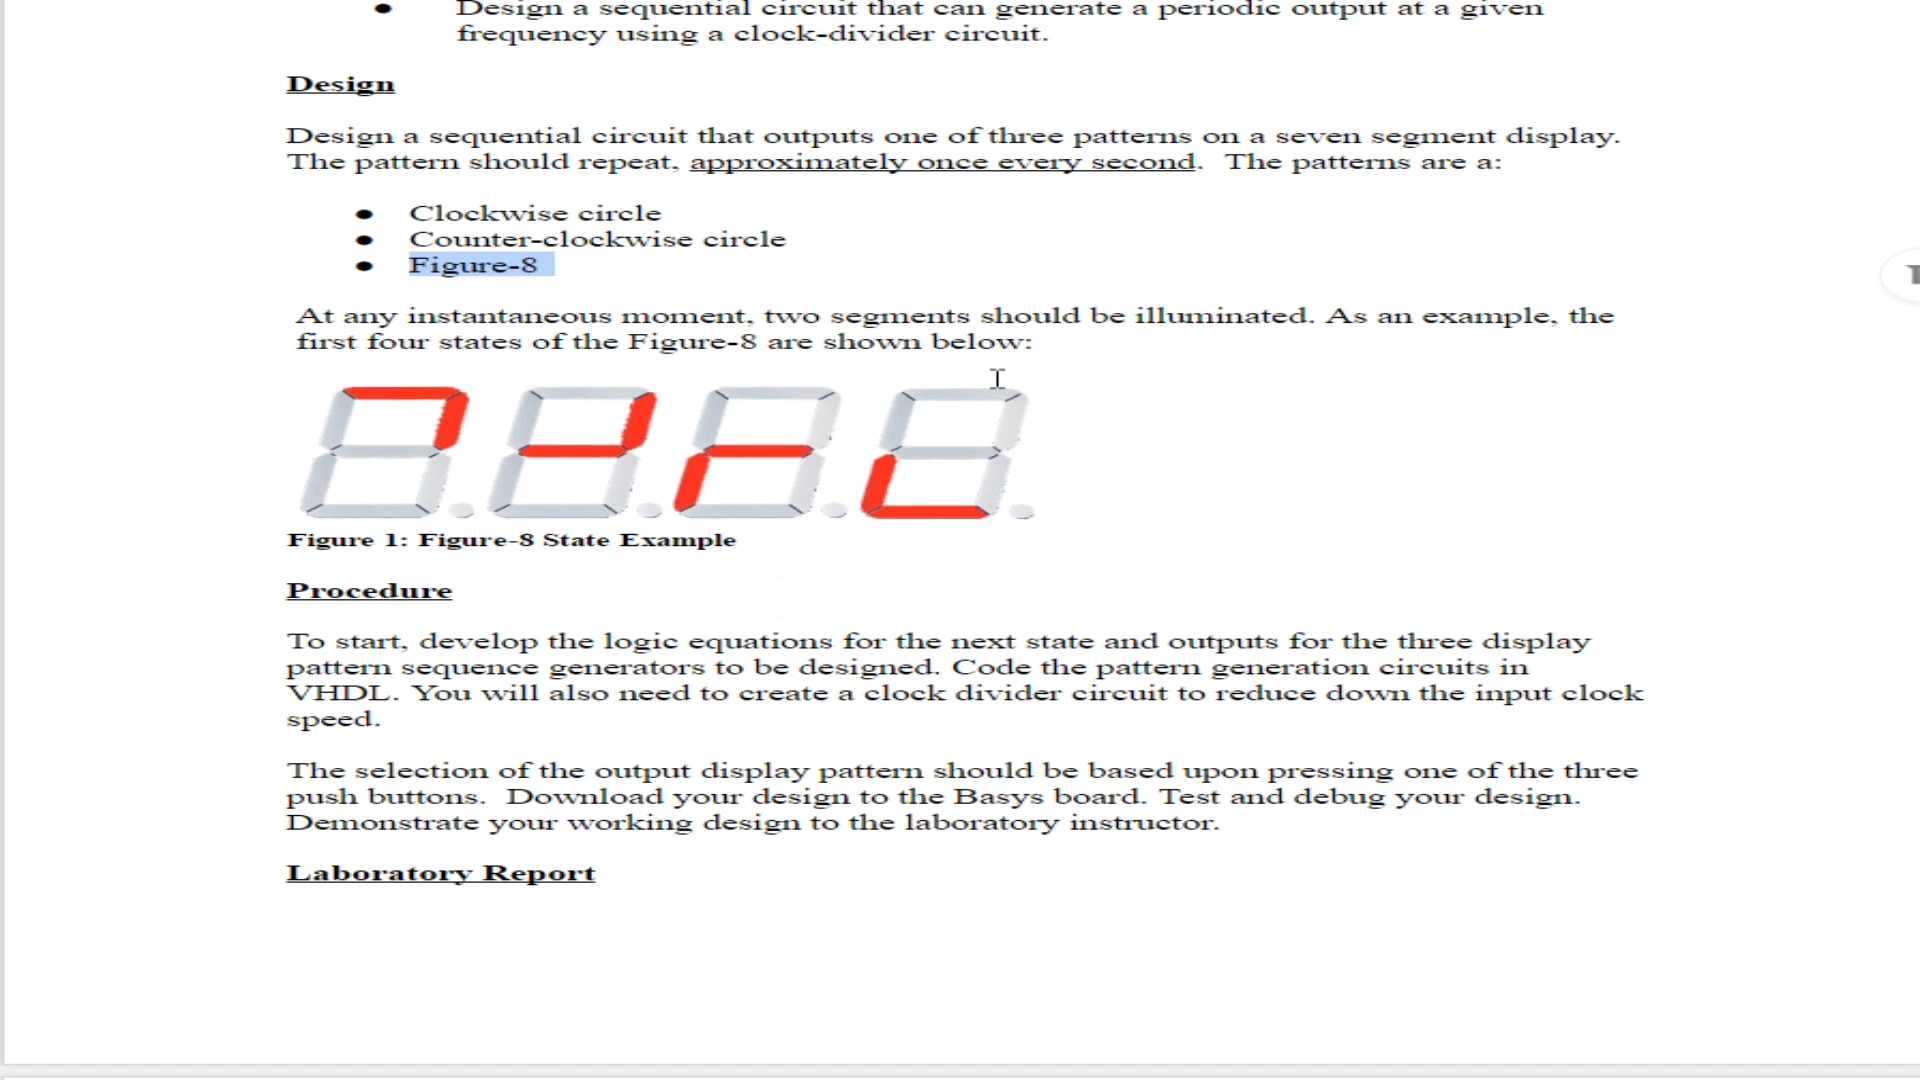 ● Design a sequential circuit that can generate a periodic output at a given
frequency using a clock-divider circuit.
Design
Design a sequential circuit that outputs one of three patterns on a seven segment display.
The pattern should repeat, approximately once every second. The patterns are a:
● Clockwise circle
● Counter-clockwise circle
● Figure-8
At any instantaneous moment, two segments should be illuminated. As an example, the
first four states of the Figure-8 are shown below:
Figure 1: Figure-8 State Example
Procedure
To start, develop the logic equations for the next state and outputs for the three display
pattern sequence generators to be designed. Code the pattern generation circuits in
VHDL. You will also need to create a clock divider circuit to reduce down the input clock
speed.
The selection of the output display pattern should be based upon pressing one of the three
push buttons. Download your design to the Basys board. Test and debug your design.
Demonstrate your working design to the laboratory instructor.
Laboratory Report